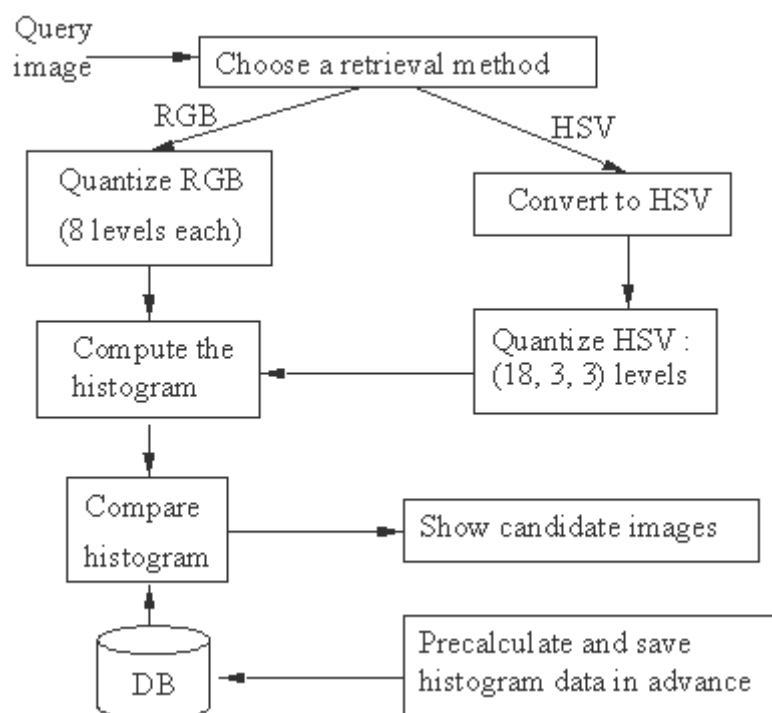 Query
image
Choose a retrieval method
RGB
HSV
Quantize RGB
(8 levels each)
Convert to HSV
Compute the
histogram
Quantize HSV :
(18, 3, 3) levels
Compare
histogram
Show candidate images
DB
Precalculate and save
histogram data in advance